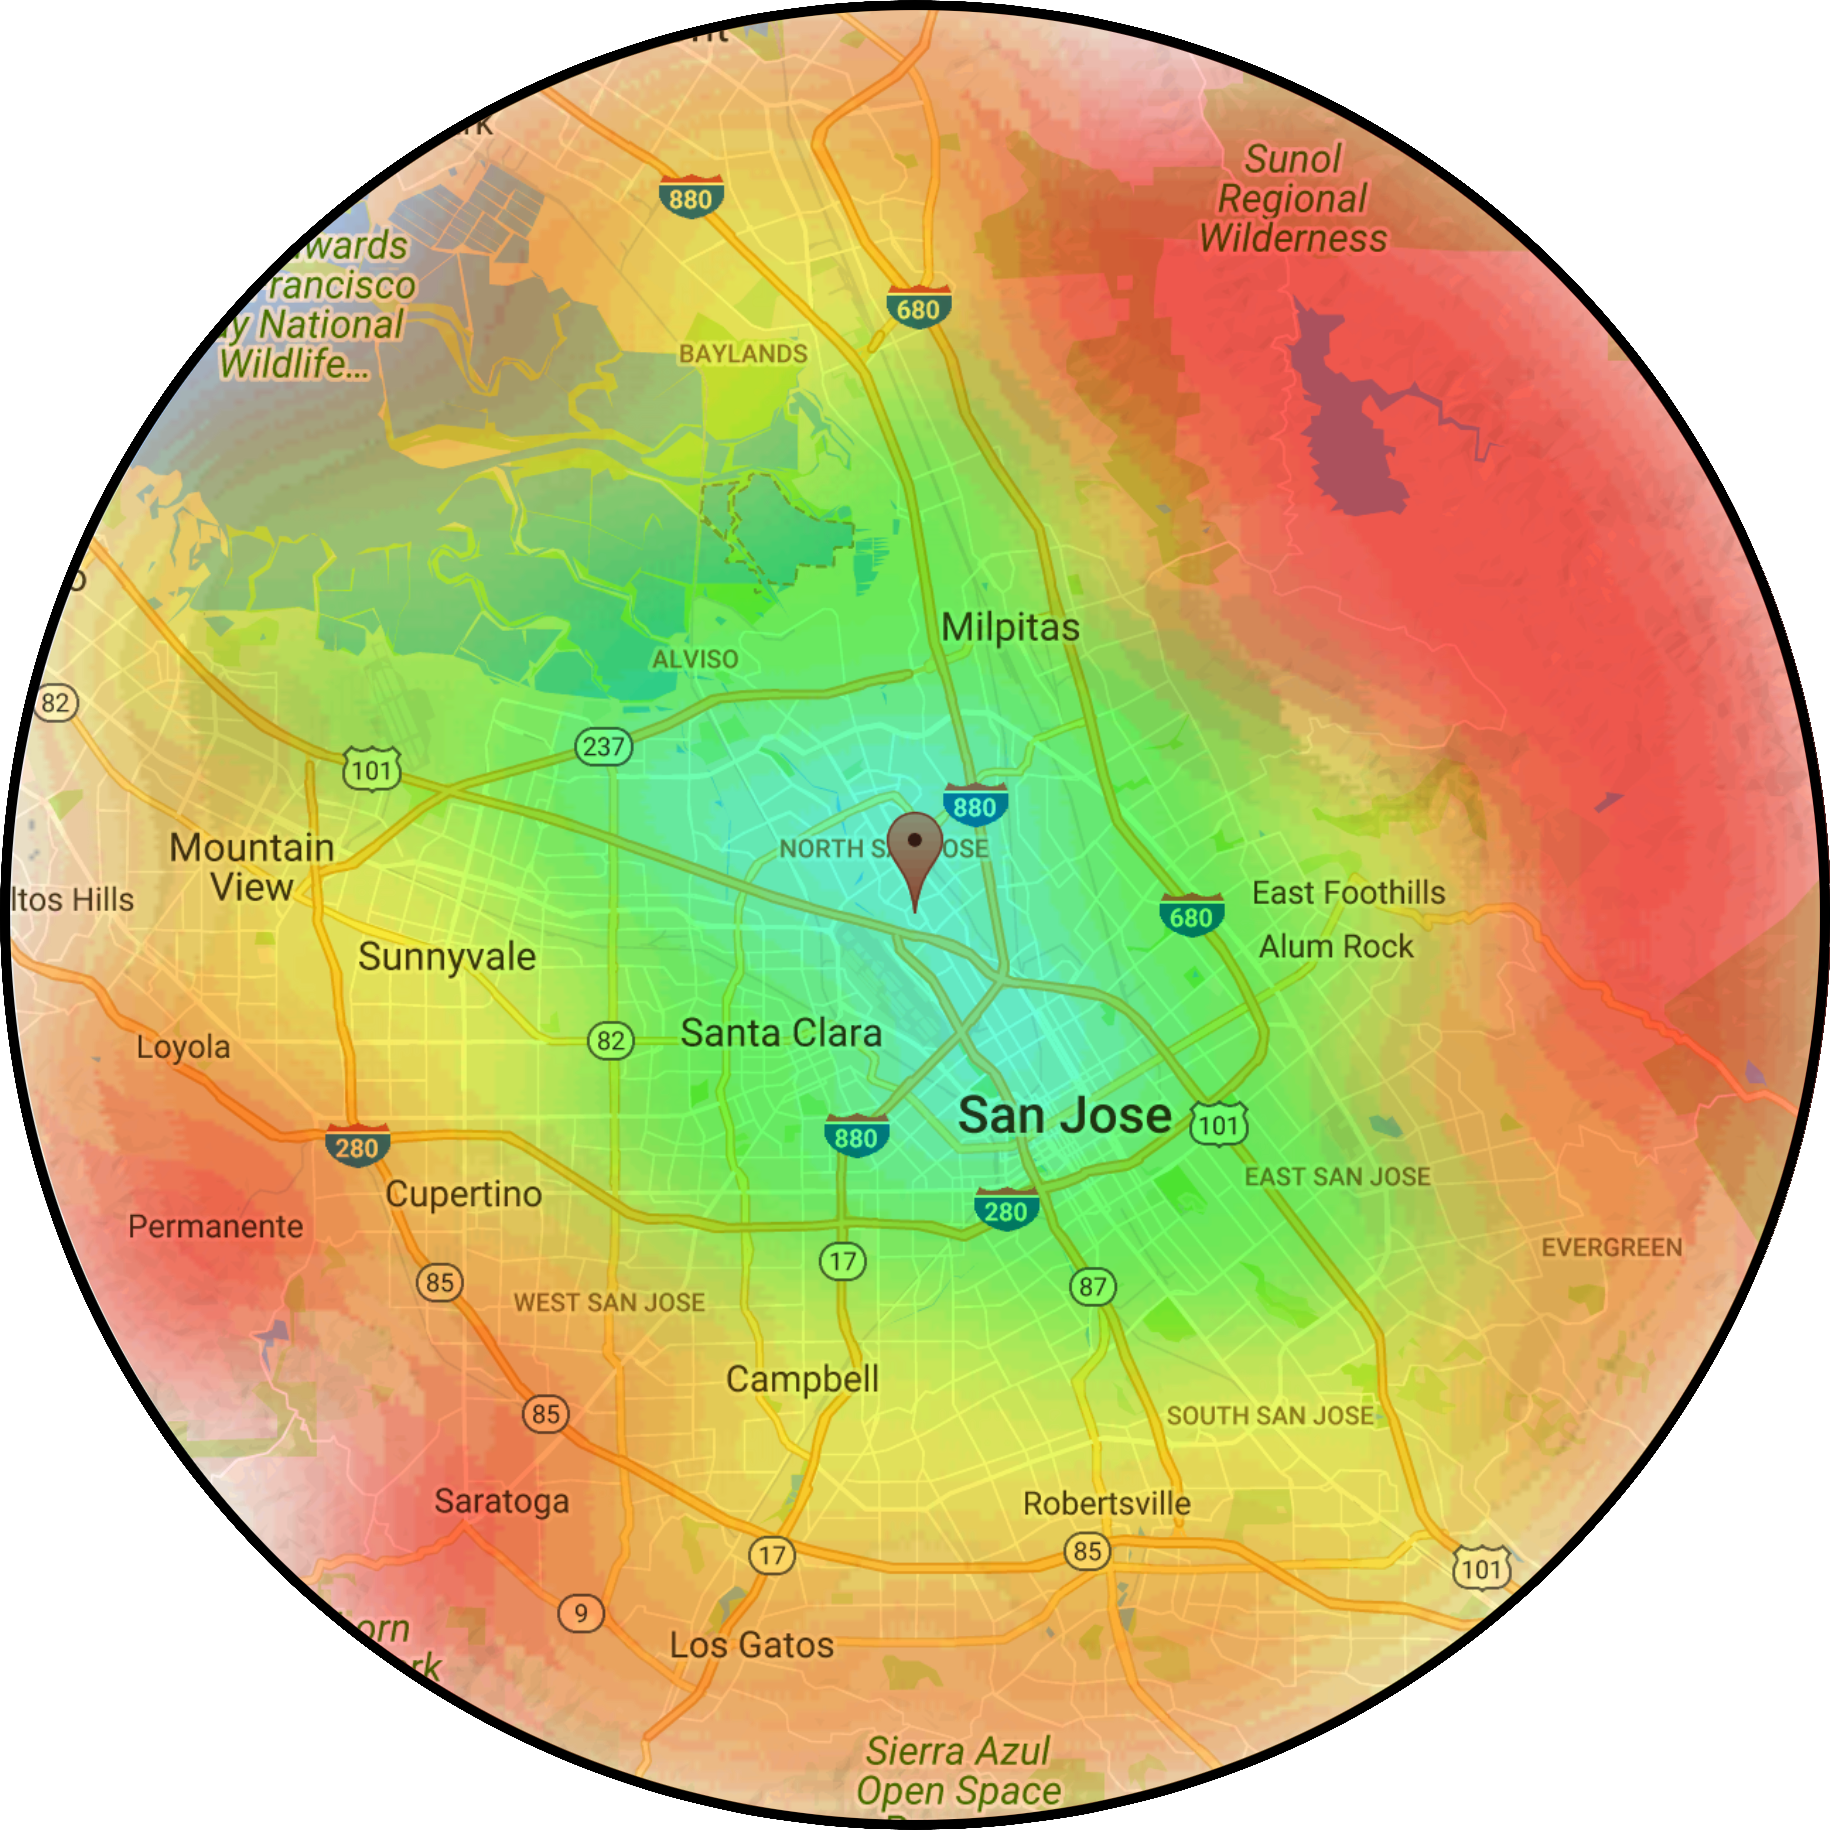 880
Sunol
Regional
Wilderness
wards
rancisco
y National
Wildlife...
680
BAYLANDS
Milpitas
ALVISO
82
237
101
880
Mountain
View
NORTH SA OSE
ltos Hills
East Foothills
680
Sunnyvale
Alum Rock
Loyola
82
Santa Clara
280
880
San Jose
101
Cupertino
280
EAST SAN JOSE
Permanente
85
17
87
EVERGREEN
WEST SAN JOSE
Campbell
85
SOUTH SAN JOSE
Saratoga
Robertsville
17
85
101
9
orn
rk
Los Gatos
Sierra Azul
Open Space